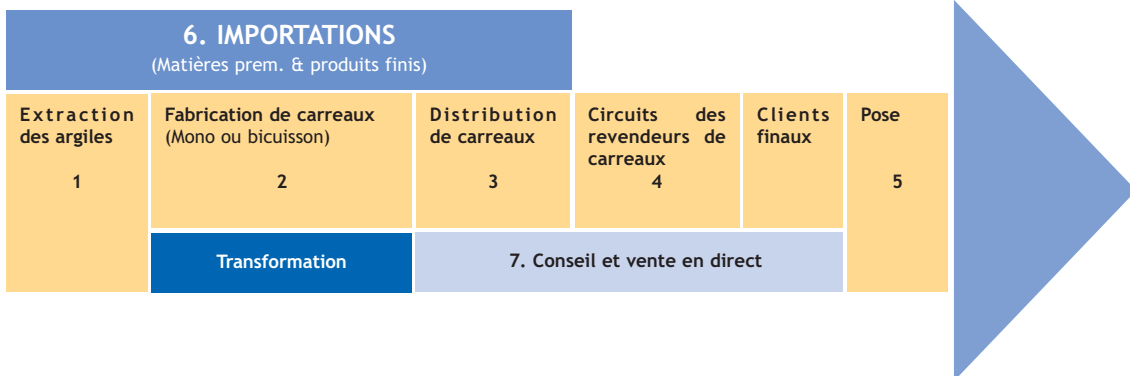 6. IMPORTATIONS
(Matières prem. & produits finis)
Extraction
des argiles
1
Fabrication de carreaux
(Mono ou bicuisson)
2
Distribution
de carreaux
3
Circuits des
revendeurs de
carreaux
4
Clients
finaux
Pose
5
Transformation
7. Conseil et vente en direct